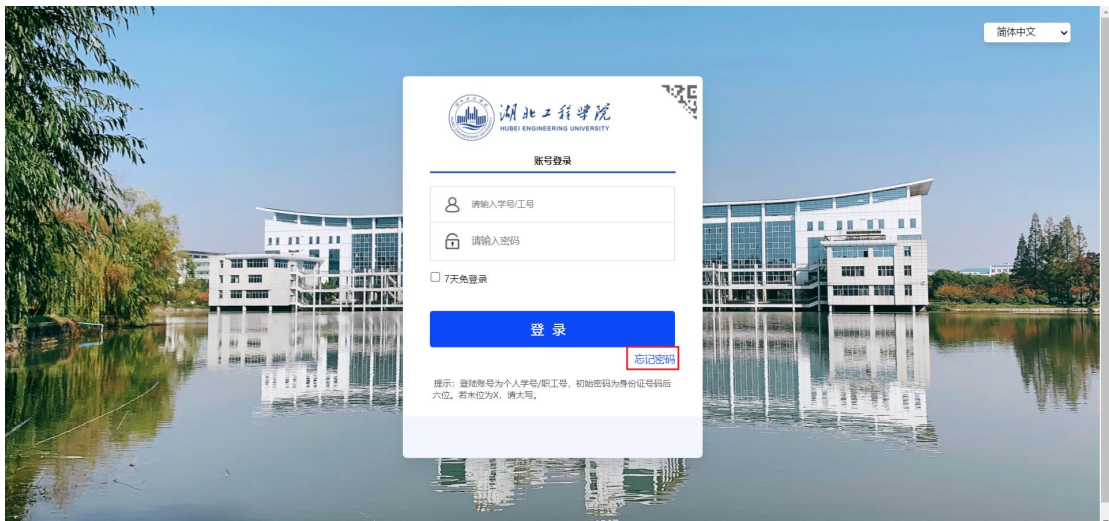 简体中文
湖北工程学院
HUBEI ENGINEERING UNIVERSITY
账号登录
请输入学号/工号
请输入密码
7天免登录
登 录
忘记密码
提示：登陆账号为个人学号/职工号，初始密码为身份证号码后
六位。若末位为X，请大写。